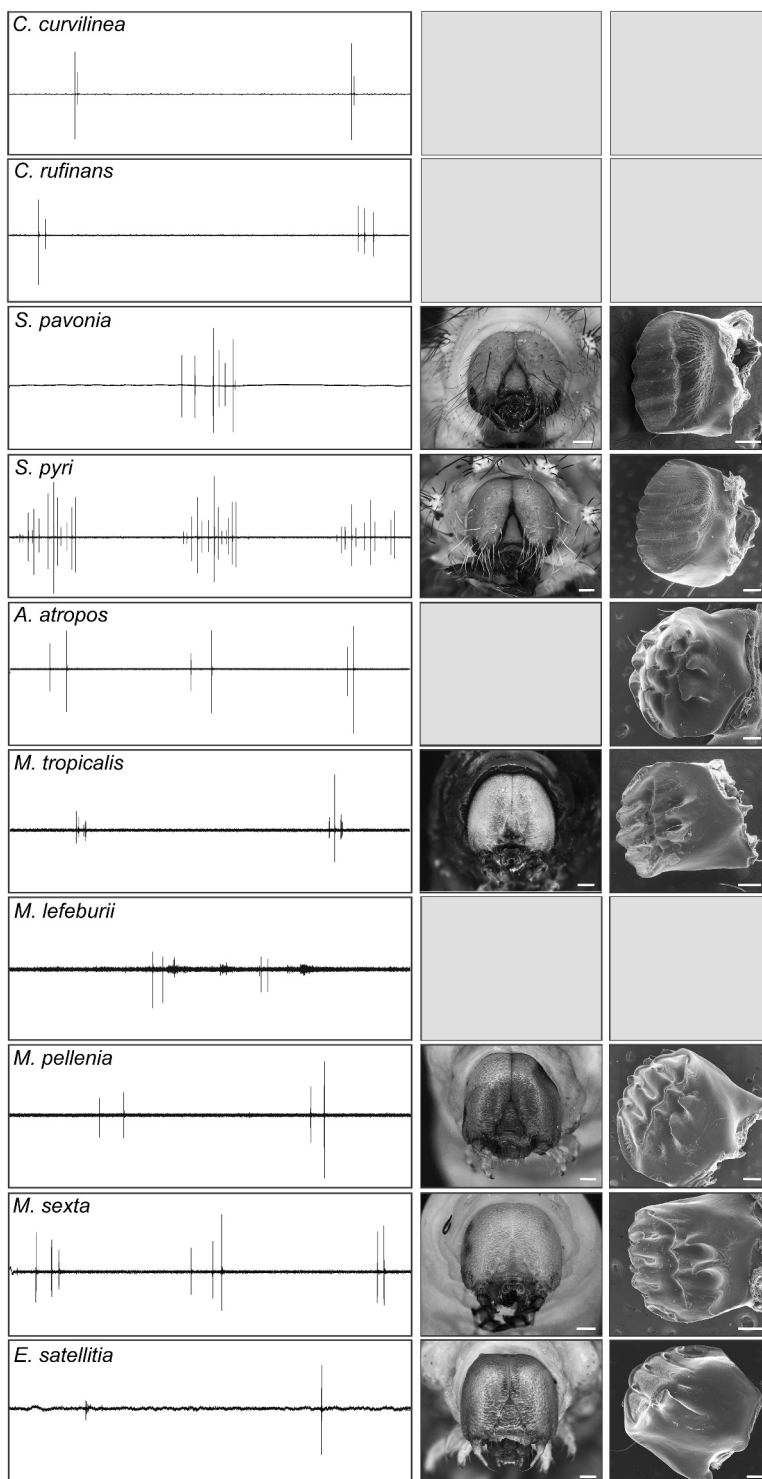 C. curvilinea
C. rufinans
S. pavonia
S. pyri
A. atropos
M. tropicalis
M. lefeburii
M. pellenia
M. sexta
E. satellitia